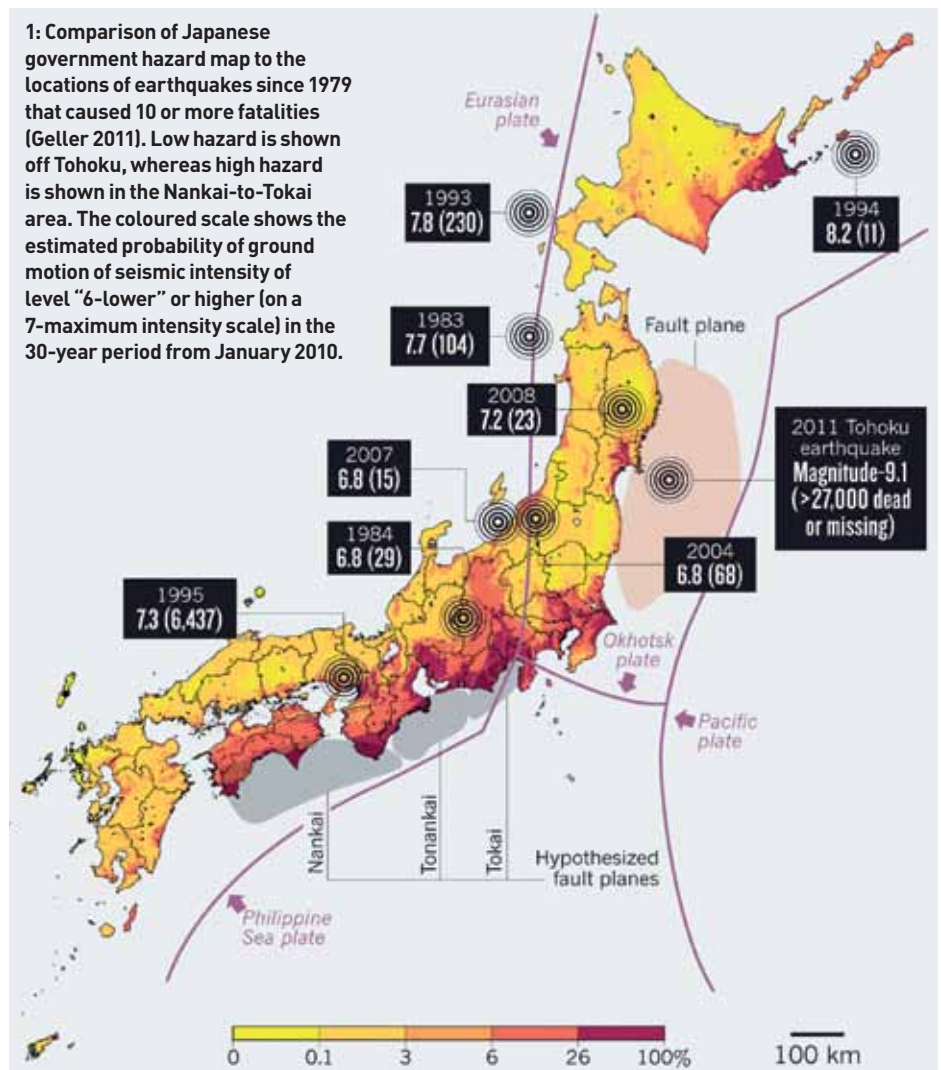 1: Comparison of Japanese
government hazard map to the
locations of earthquakes since 1979
that caused 10 or more fatalities
(Geller 2011). Low hazard is shown
off Tohoku, whereas high hazard
is shown in the Nankai-to-Tokai
area. The coloured scale shows the
estimated probability of ground
motion of seismic intensity of
level “6-lower” or higher (on a
7-maximum intensity scale) in the
30-year period from January 2010.
Eurasian
plate
1993
7.8 (230)
1994
8.2 (11)
1983
7.7 (104)
Fault plane
2008
7.2 (23)
2011 Tohoku
earthquake
Magnitude-9.1
(>27,000 dead
or missing)
2007
6.8 (15)
1984
6.8 (29)
2004
6.8 (68)
1995
7.3 (6,437)
Okhotsk
plate
Pacific
plate
Nankai
Tonankai
Tokai
Hypothesized
fault planes
Philippine
Sea plate
0 0.1 3 6 26 100%
100 km